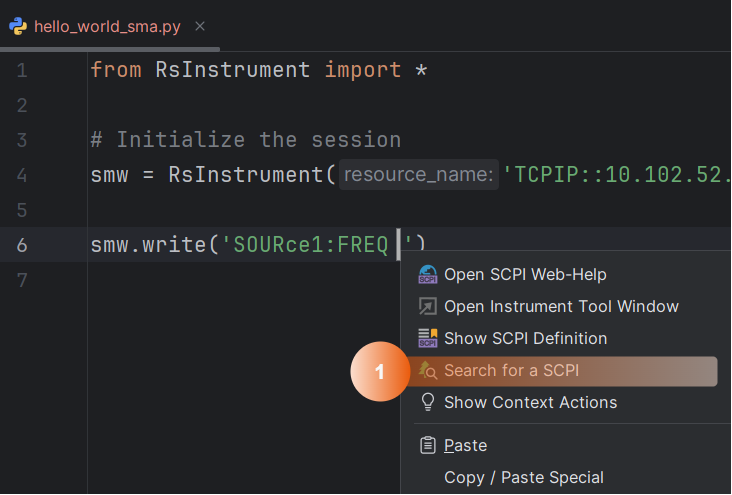 hello_world_sma.py
1 from RsInstrument import *
2
3 # Initialize the session
4 smw = RsInstrument( resource_name: 'TCPIP::10.102.52.
5
6 smw.write('SOURce1:FREQ ')
7
SCPI Open SCPI Web-Help
Open Instrument Tool Window
SCPI Show SCPI Definition
1 Search for a SCPI
Show Context Actions
Paste
Copy / Paste Special